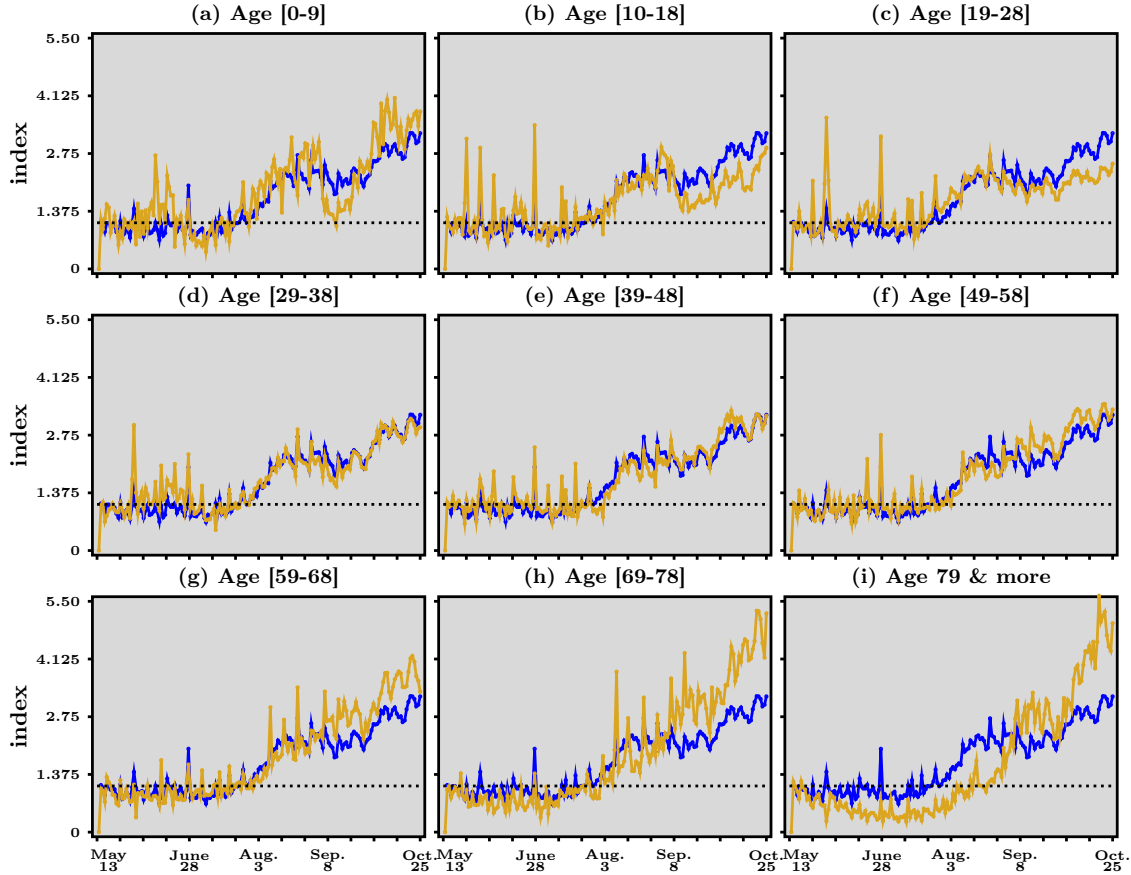 (a) Age [0-9] (b) Age [10-18] (c) Age [19-28]
5.50
4.125
2.75
1.375
0
index
(d) Age [29-38] (e) Age [39-48] (f) Age [49-58]
5.50
4.125
2.75
1.375
0
index
(g) Age [59-68] (h) Age [69-78] (i) Age 79 & more
5.50
4.125
2.75
1.375
0
index
May June Aug. Sep. Oct. May June Aug. Sep. Oct. May June Aug. Sep. Oct.
13 28 3 8 25 13 28 3 8 25 13 28 3 8 25